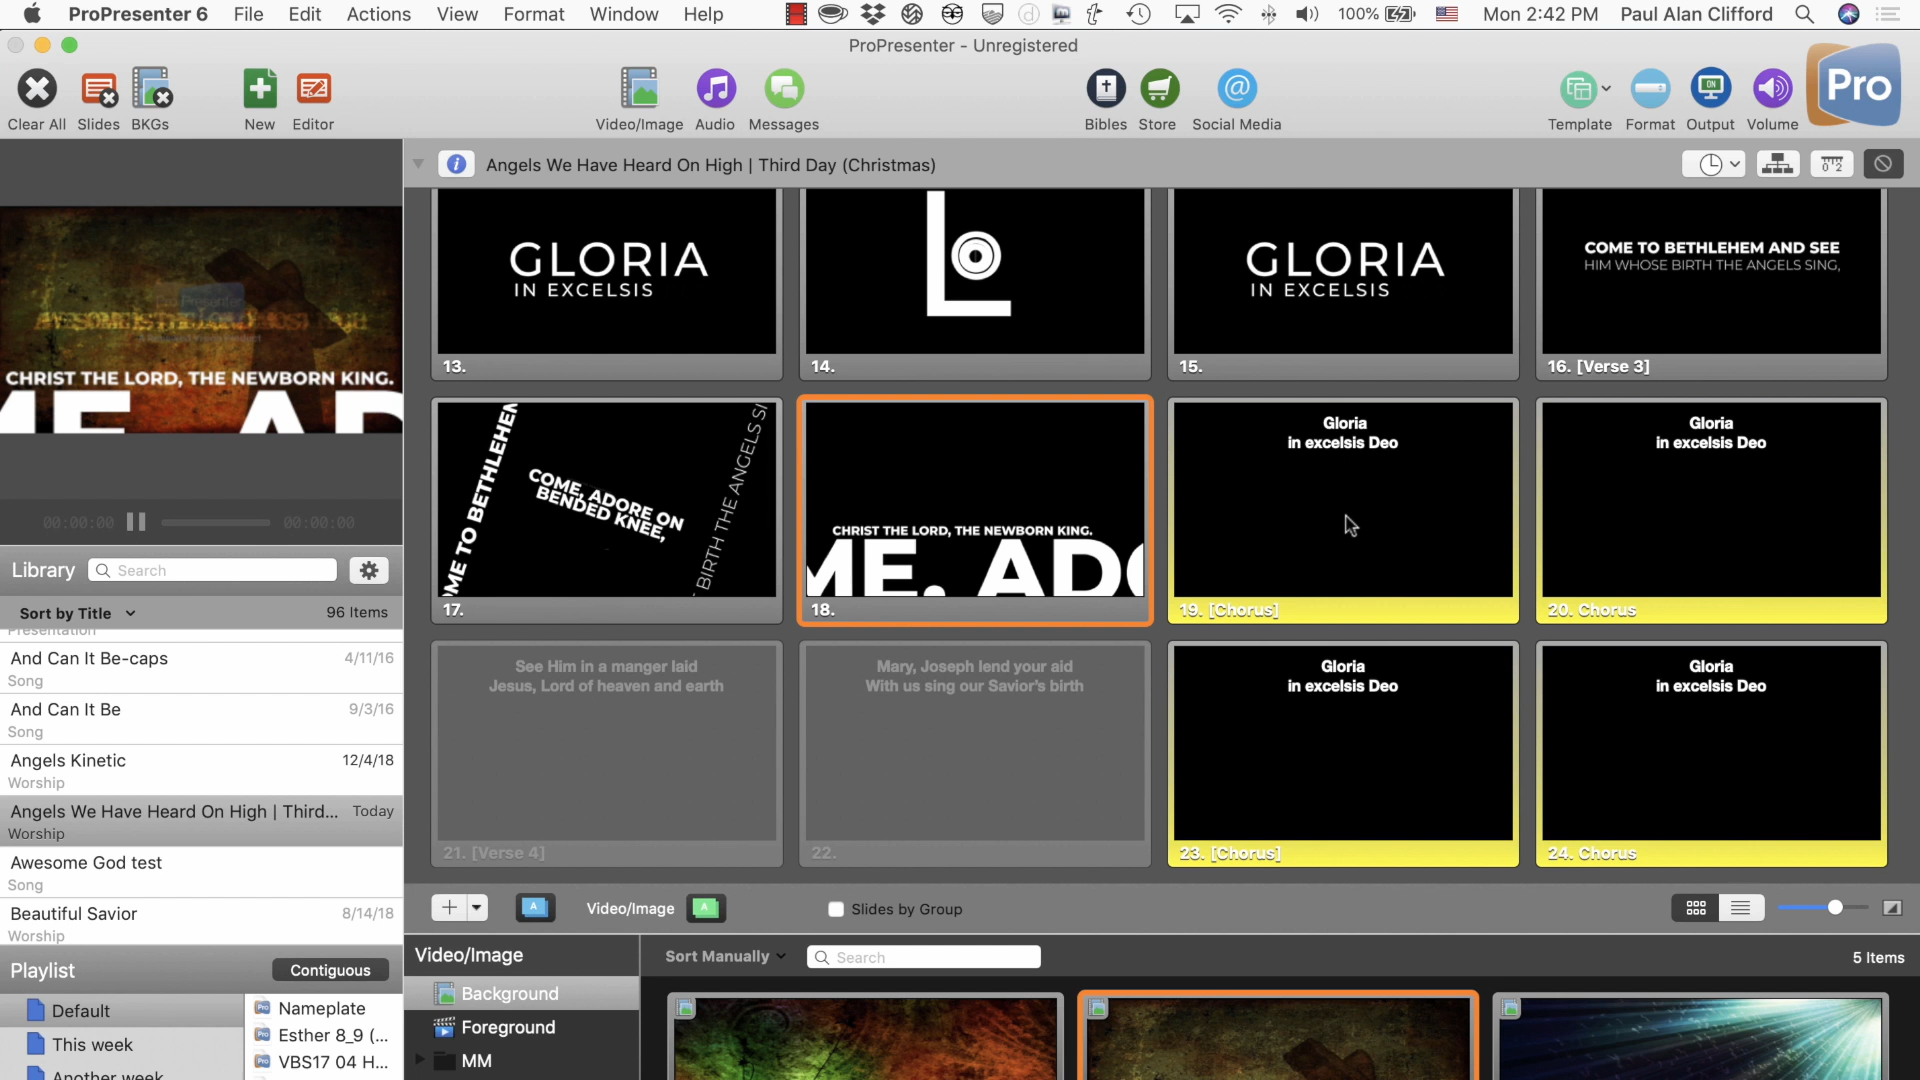 ProPresenter 6 File Edit Actions View Format Window Help 100% Mon 2:42 PM Paul Alan Clifford
ProPresenter - Unregistered
ON
Pro
Clear All Slides BKGs New Editor Video/Image Audio Messages Bibles Store Social Media Template Format Output Volume
Angels We Have Heard On High | Third Day (Christmas)
CHRIST THE LORD, THE NEWBORN KING.
ME. AD
00:00:00 00:00:00
GLORIA
IN EXCELSIS
13.
LO
14.
GLORIA
IN EXCELSIS
15.
COME TO BETHLEHEM AND SEE
HIM WHOSE BIRTH THE ANGELS SING,
16. [Verse 3]
OME TO BETHLEHEM
COME, ADORE ON
BENDED KNEE,
BIRTH THE ANGELS SI
17.
CHRIST THE LORD, THE NEWBORN KING.
ME. ADO
18.
Gloria
in excelsis Deo
19. [Chorus]
Gloria
in excelsis Deo
20. Chorus
See Him in a manger laid
Jesus, Lord of heaven and earth
21. [Verse 4]
Mary, Joseph lend your aid
With us sing our Savior's birth
22.
Gloria
in excelsis Deo
23. [Chorus]
Gloria
in excelsis Deo
24. Chorus
Library Search
Sort by Title 96 Items
Presentation
And Can It Be-caps 4/11/16
Song
And Can It Be 9/3/16
Song
Angels Kinetic 12/4/18
Worship
Angels We Have Heard On High | Third... Today
Worship
Awesome God test
Song
Beautiful Savior 8/14/18
Worship
Playlist Contiguous
Default
This week
Another week
Nameplate
Esther 8_9 (...
VBS17 04 H...
Video/Image Slides by Group
Video/Image
Background
Foreground
MM
Sort Manually Search 5 Items